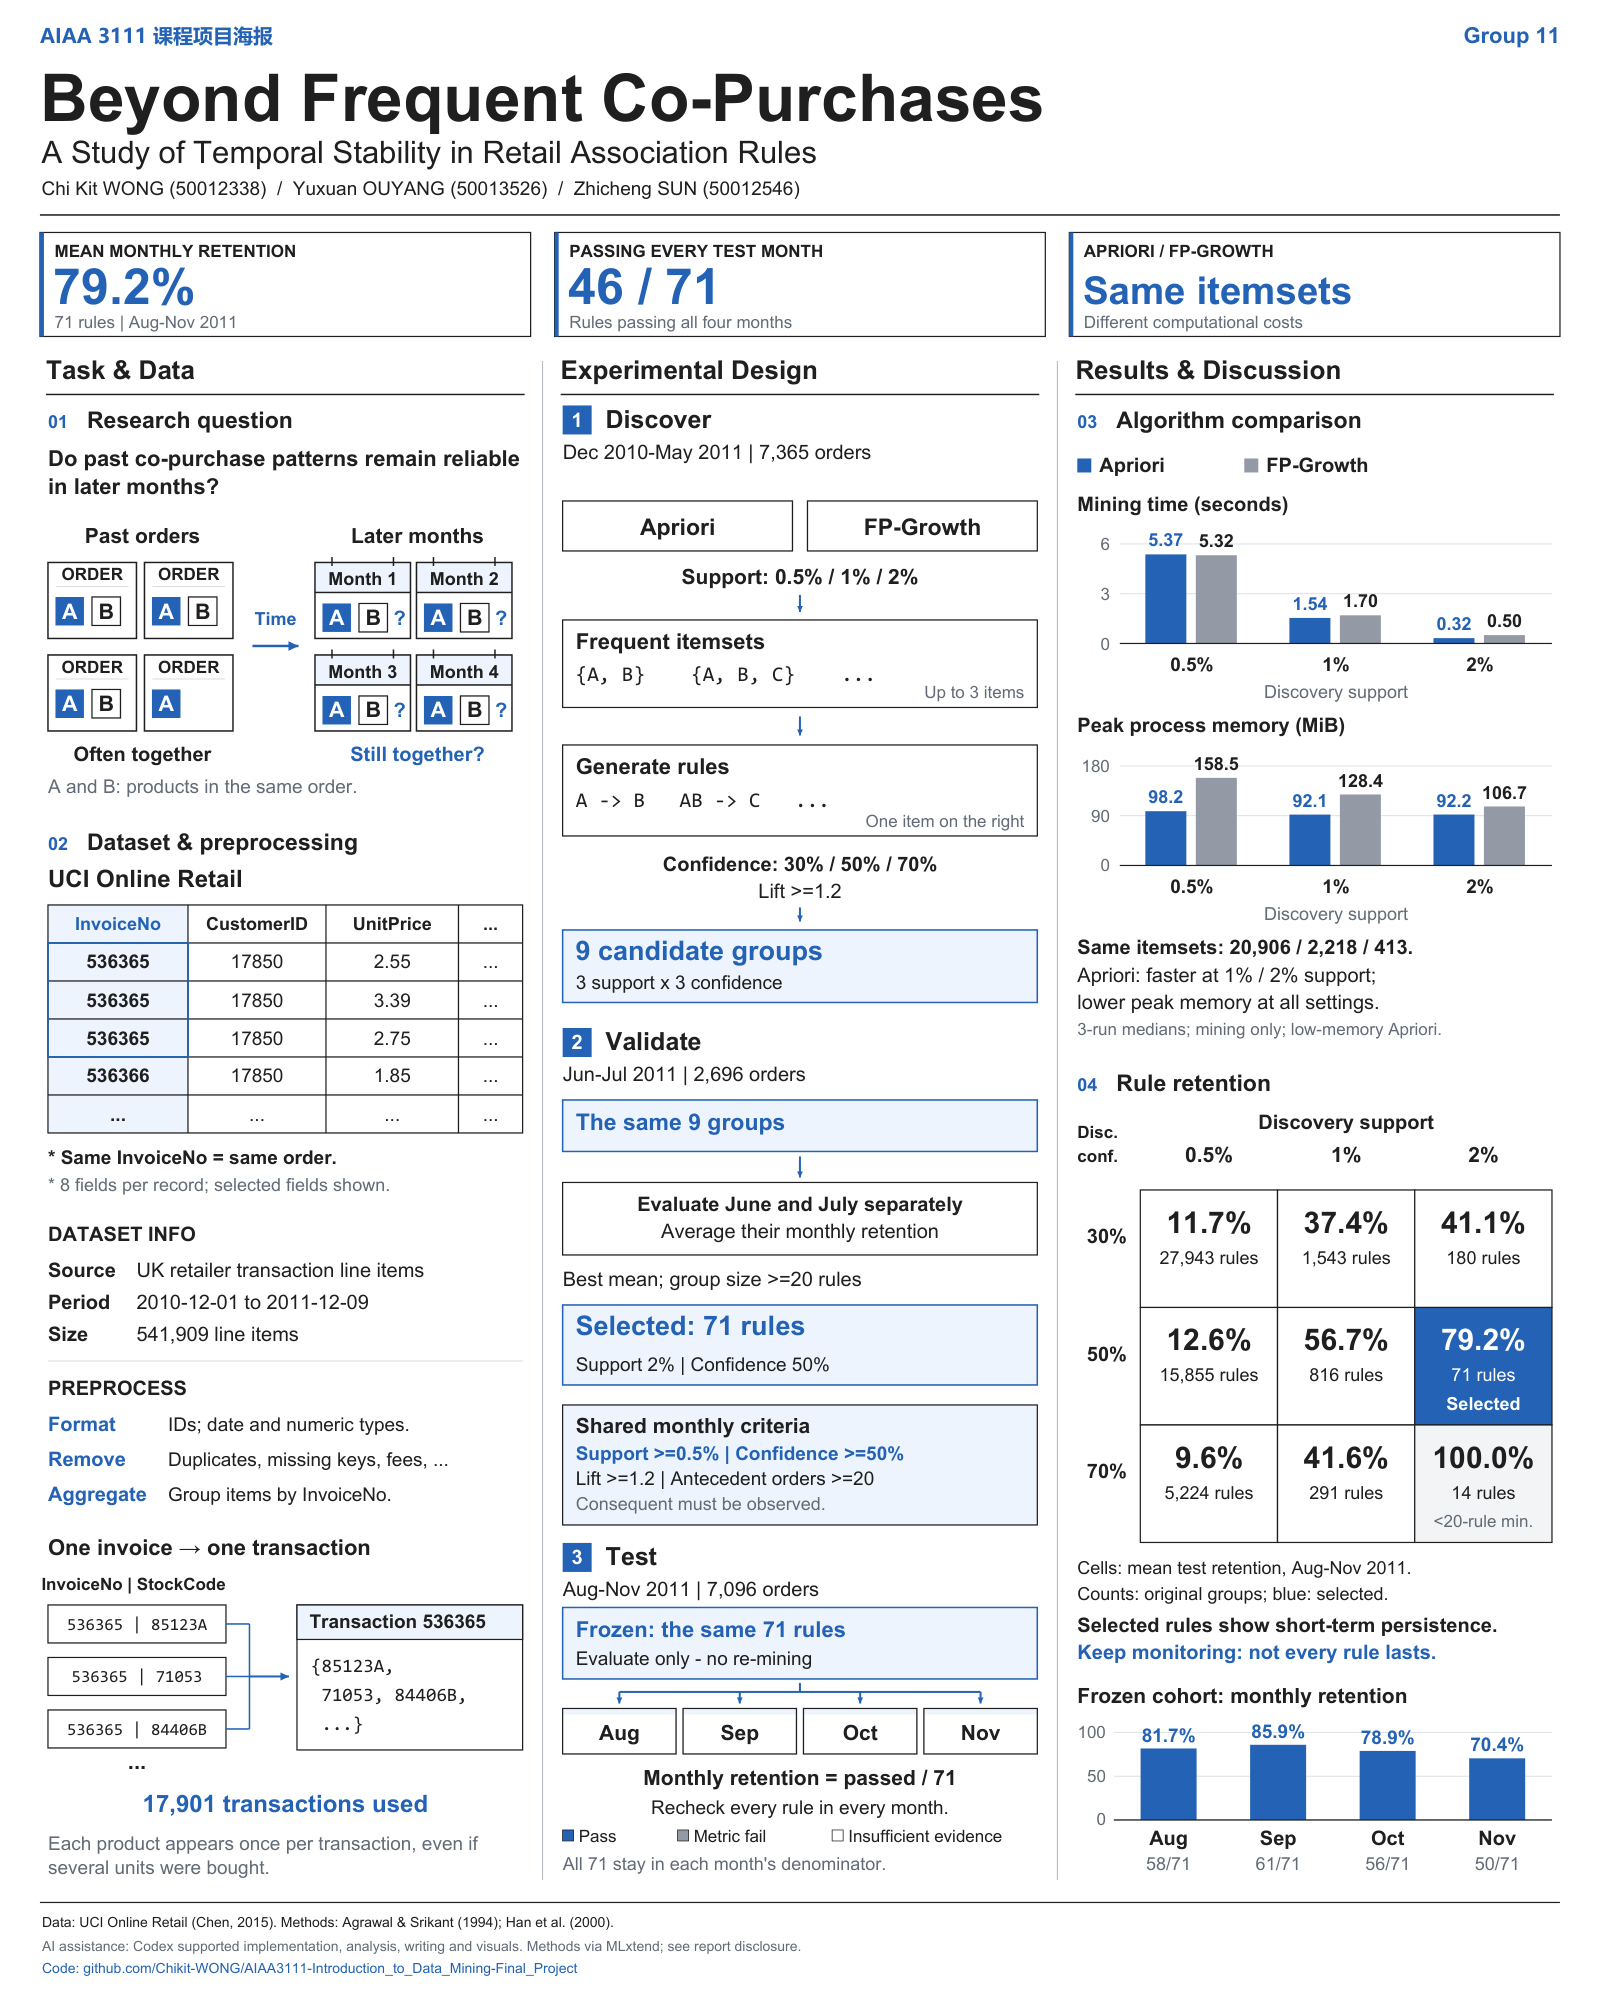 AIAA 3111 课程项目海报
Group 11
Beyond Frequent Co-Purchases
A Study of Temporal Stability in Retail Association Rules
Chi Kit WONG (50012338) / Yuxuan OUYANG (50013526) / Zhicheng SUN (50012546)
MEAN MONTHLY RETENTION
79.2%
71 rules | Aug-Nov 2011
PASSING EVERY TEST MONTH
46 / 71
Rules passing all four months
APRIORI / FP-GROWTH
Same itemsets
Different computational costs
Task & Data
01 Research question
Do past co-purchase patterns remain reliable
in later months?
Past orders
Later months
ORDER ORDER
A B A B
Time
Month 1 Month 2
A B ? A B ?
ORDER ORDER
A B A
Month 3 Month 4
A B ? A B ?
Often together
Still together?
A and B: products in the same order.
02 Dataset & preprocessing
UCI Online Retail
InvoiceNo CustomerID UnitPrice ...
536365 17850 2.55 ...
536365 17850 3.39 ...
536365 17850 2.75 ...
536366 17850 1.85 ...
... ... ... ...
* Same InvoiceNo = same order.
* 8 fields per record; selected fields shown.
DATASET INFO
Source UK retailer transaction line items
Period 2010-12-01 to 2011-12-09
Size 541,909 line items
PREPROCESS
Format IDs; date and numeric types.
Remove Duplicates, missing keys, fees, ...
Aggregate Group items by InvoiceNo.
One invoice → one transaction
InvoiceNo | StockCode
536365 | 85123A
536365 | 71053
536365 | 84406B
...
Transaction 536365
{85123A,
71053, 84406B,
...}
17,901 transactions used
Each product appears once per transaction, even if
several units were bought.
Experimental Design
1 Discover
Dec 2010-May 2011 | 7,365 orders
Apriori
FP-Growth
Support: 0.5% / 1% / 2%
Frequent itemsets
{A, B} {A, B, C} ...
Up to 3 items
Generate rules
A -> B AB -> C ...
One item on the right
Confidence: 30% / 50% / 70%
Lift >=1.2
9 candidate groups
3 support x 3 confidence
2 Validate
Jun-Jul 2011 | 2,696 orders
The same 9 groups
Evaluate June and July separately
Average their monthly retention
Best mean; group size >=20 rules
Selected: 71 rules
Support 2% | Confidence 50%
Shared monthly criteria
Support >=0.5% | Confidence >=50%
Lift >=1.2 | Antecedent orders >=20
Consequent must be observed.
3 Test
Aug-Nov 2011 | 7,096 orders
Frozen: the same 71 rules
Evaluate only - no re-mining
Aug Sep Oct Nov
Monthly retention = passed / 71
Recheck every rule in every month.
Pass Metric fail Insufficient evidence
All 71 stay in each month's denominator.
Results & Discussion
03 Algorithm comparison
Apriori FP-Growth
Mining time (seconds)
6
3
0
5.37 5.32
1.54 1.70
0.32 0.50
0.5% 1% 2%
Discovery support
Peak process memory (MiB)
180
90
0
98.2 158.5
92.1 128.4
92.2 106.7
0.5% 1% 2%
Discovery support
Same itemsets: 20,906 / 2,218 / 413.
Apriori: faster at 1% / 2% support;
lower peak memory at all settings.
3-run medians; mining only; low-memory Apriori.
04 Rule retention
Disc.
conf.
Discovery support
0.5% 1% 2%
30%
11.7% 37.4% 41.1%
27,943 rules 1,543 rules 180 rules
50%
12.6% 56.7% 79.2%
15,855 rules 816 rules 71 rules
Selected
70%
9.6% 41.6% 100.0%
5,224 rules 291 rules 14 rules
<20-rule min.
Cells: mean test retention, Aug-Nov 2011.
Counts: original groups; blue: selected.
Selected rules show short-term persistence.
Keep monitoring: not every rule lasts.
Frozen cohort: monthly retention
100
50
0
81.7% 85.9% 78.9% 70.4%
Aug Sep Oct Nov
58/71 61/71 56/71 50/71
Data: UCI Online Retail (Chen, 2015). Methods: Agrawal & Srikant (1994); Han et al. (2000).
AI assistance: Codex supported implementation, analysis, writing and visuals. Methods via MLxtend; see report disclosure.
Code: github.com/Chikit-WONG/AIAA3111-Introduction_to_Data_Mining-Final_Project